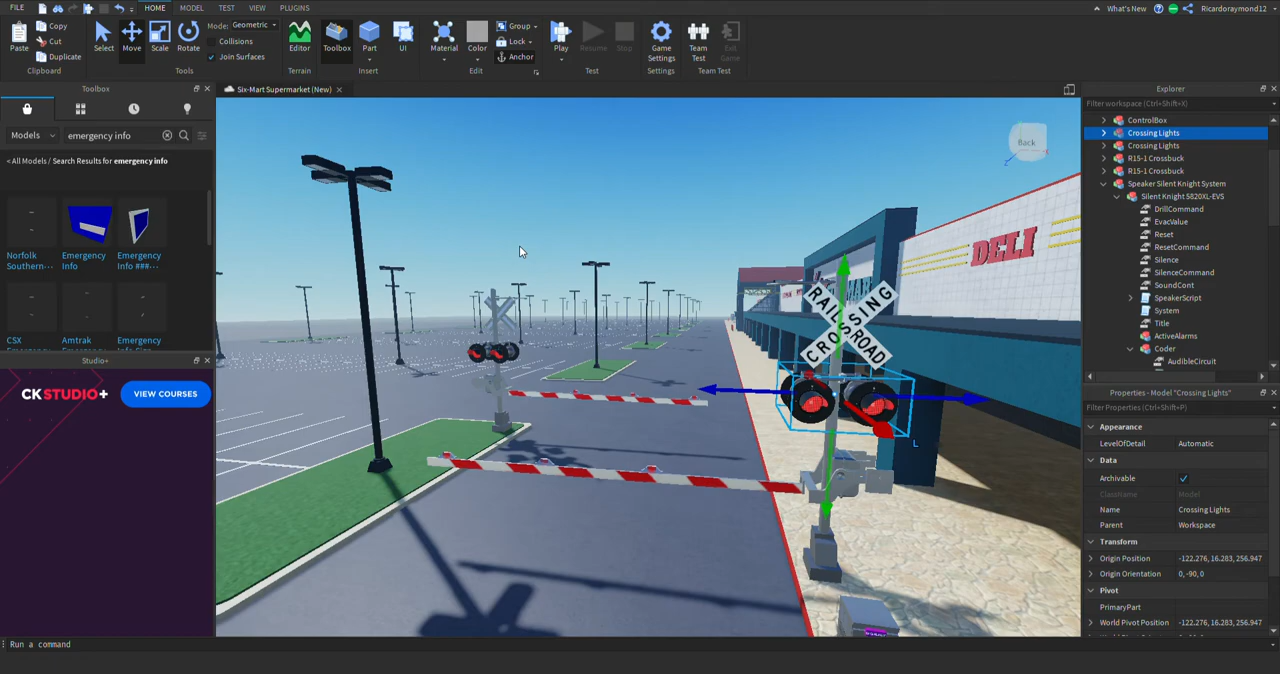 FILE HOME MODEL TEST VIEW PLUGINS What's New Ricardoraymond12
Paste Copy Cut Duplicate Clipboard
Select Move Scale Rotate Mode: Geometric Collisions Join Surfaces Tools
Editor Terrain
Toolbox Part UI Insert
Material Color Group Lock Anchor Edit
Play Resume Stop Test
Game Settings Settings
Team Test Exit Game Team Test
Toolbox
Six-Mart Supermarket (New)
Models emergency info
< All Models / Search Results for emergency info
Norfolk Southern-...
Emergency Info
Emergency Info ###...
CSX
Amtrak
Studio+
CKSTUDIO+ VIEW COURSES
Back
DELI
RAILROAD
CROSSING
L
Explorer
Filter workspace (Ctrl+Shift+X)
ControlBox
Crossing Lights
Crossing Lights
R15-1 Crossbuck
R15-1 Crossbuck
Speaker Silent Knight System
Silent Knight 5820XL-EVS
DrillCommand
EvacValue
Reset
ResetCommand
Silence
SilenceCommand
SoundCont
SpeakerScript
System
Title
ActiveAlarms
Coder
AudibleCircuit
Properties - Model "Crossing Lights"
Filter Properties (Ctrl+Shift+P)
Appearance
LevelOfDetail Automatic
Data
Archivable
ClassName Model
Name Crossing Lights
Parent Workspace
Transform
Origin Position -122.276, 16.283, 256.947
Origin Orientation 0, -90, 0
Pivot
PrimaryPart
World Pivot Position -122.276, 16.283, 256.947
Run a command